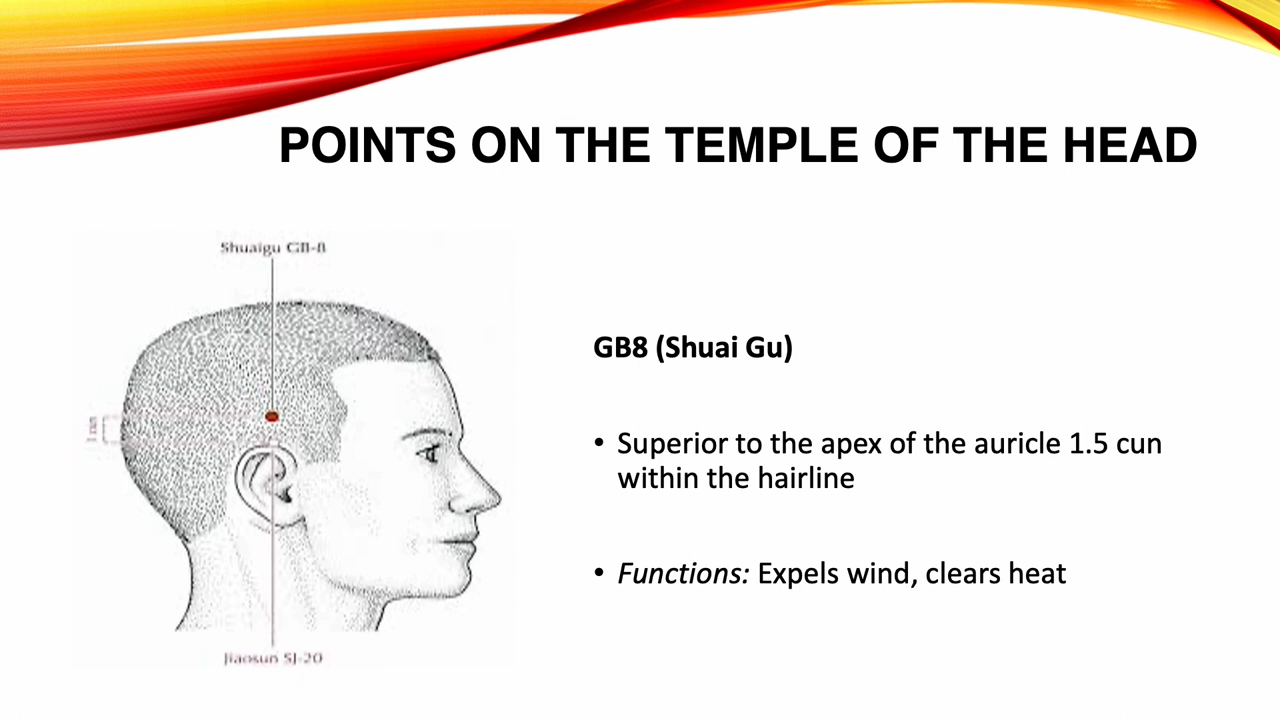 POINTS ON THE TEMPLE OF THE HEAD
Shuaigu GB-8
GB8 (Shuai Gu)
• Superior to the apex of the auricle 1.5 cun
within the hairline
• Functions: Expels wind, clears heat
Jiaosun SJ-20